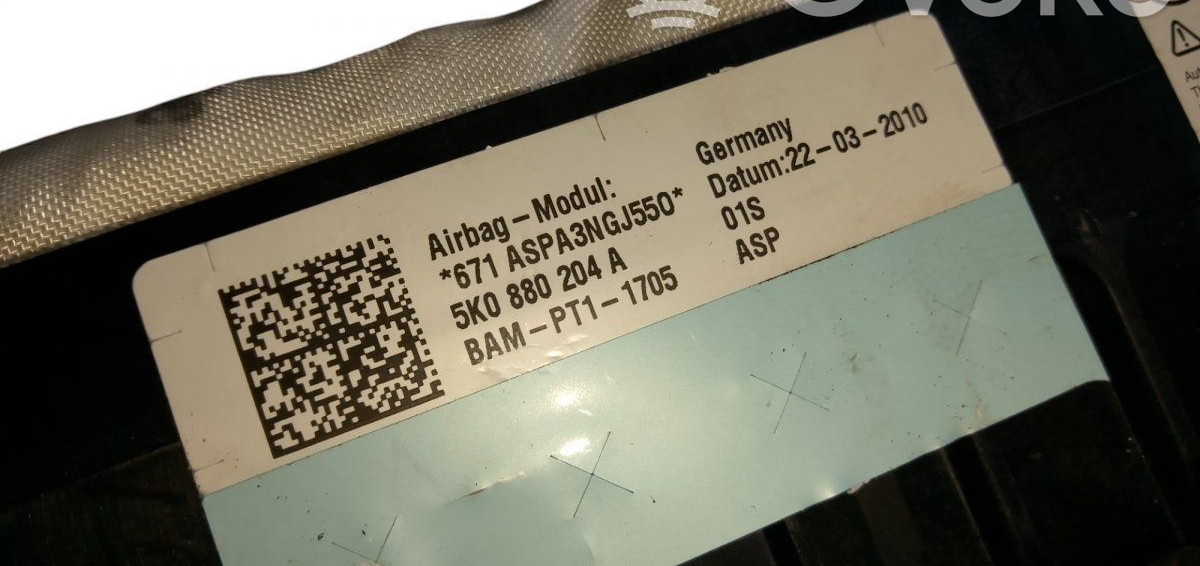 Airbag-Modul:
*671 ASPA3NGJ550*
5K0 880 204 A
BAM-PT1-1705
Germany
Datum:22-03-2010
01S
ASP